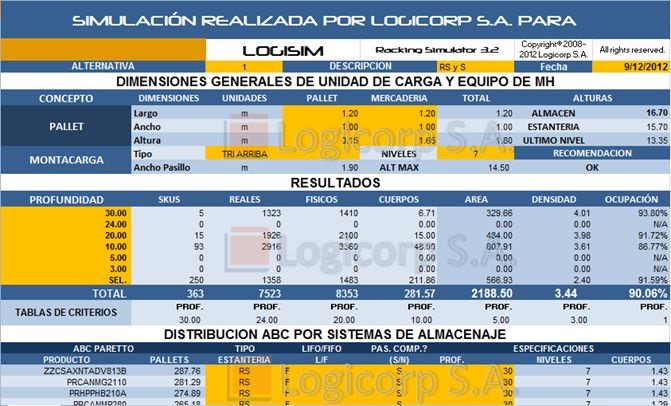 SIMULACIÓN REALIZADA POR LOGICORP S.A. PARA
LOGISIM Racking Simulator 3.2 Copyright® 2008-2012 Logicorp S.A. All rights reserved.
ALTERNATIVA 1 DESCRIPCION RS y S Fecha 9/12/2012
DIMENSIONES GENERALES DE UNIDAD DE CARGA Y EQUIPO DE MH
CONCEPTO DIMENSIONES UNIDADES PALLET MERCADERIA TOTAL ALTURAS
PALLET Largo m 1.20 1.20 1.20 ALMACEN 16.70
Ancho m 1.00 1.00 1.00 ESTANTERIA 15.70
Altura m 0.15 1.65 1.80 ULTIMO NIVEL 13.35
MONTACARGA Tipo TRI ARRIBA NIVELES 7 RECOMENDACION
Ancho Pasillo m 1.90 ALT MAX 14.50 OK
RESULTADOS
PROFUNDIDAD SKUS REALES FISICOS CUERPOS AREA DENSIDAD OCUPACIÓN
30.00 5 1323 1410 6.71 329.66 4.01 93.80%
24.00 0 0 0 0.00 0.00 0.00 N/A
20.00 15 1926 2100 15.00 484.00 3.98 91.72%
10.00 93 2916 3360 48.00 807.91 3.61 86.77%
5.00 0 0 0 0.00 0.00 0.00 N/A
3.00 0 0 0 0.00 0.00 0.00 N/A
SEL. 250 1358 1483 211.86 566.93 2.40 91.59%
TOTAL 363 7523 8353 281.57 2188.50 3.44 90.06%
TABLAS DE CRITERIOS PROF. PROF. PROF. PROF. PROF. PROF. PROF.
30.00 24.00 20.00 10.00 5.00 3.00 1
DISTRIBUCION ABC POR SISTEMAS DE ALMACENAJE
ABC PARETTO TIPO LIFO/FIFO PAS. COMP.? ESPECIFICACIONES
PRODUCTO PALLETS ESTANTERIA L/F (S/N) PROF. NIVELES CUERPOS
ZZCSAXNTADV813B 287.76 RS F S 30 7 1.43
PRCANMG2110 281.29 RS F S 30 7 1.43
PRHPPHB210A 274.89 RS F S 30 7 1.43
PRCANMP280 265.18 RS F S 30 7 1.43
Logicorp S.A.
Logicorp S.A.
Logicorp S.A.